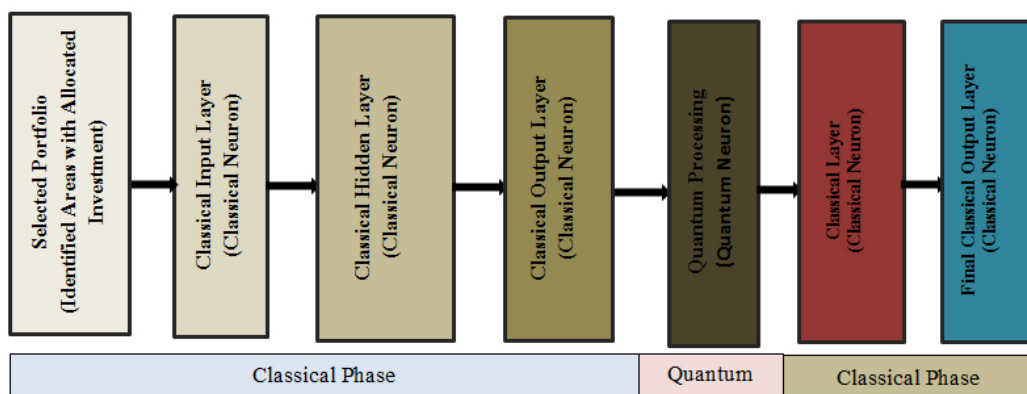 Selected Portfolio
(Identified Areas with Allocated
Investment)
Classical Input Layer
(Classical Neuron)
Classical Hidden Layer
(Classical Neuron)
Classical Output Layer
(Classical Neuron)
Quantum Processing
(Quantum Neuron)
Classical Layer
(Classical Neuron)
Final Classical Output Layer
(Classical Neuron)
Classical Phase
Quantum
Classical Phase